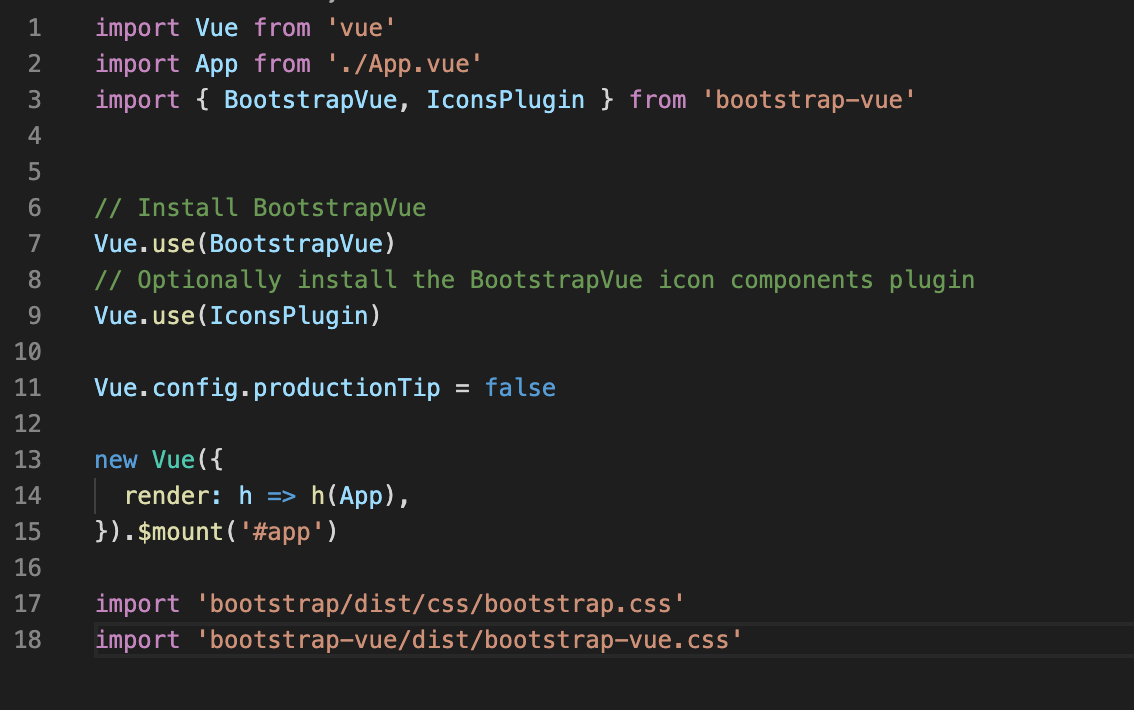 1 import Vue from 'vue'
2 import App from './App.vue'
3 import { BootstrapVue, IconsPlugin } from 'bootstrap-vue'
4
5
6 // Install BootstrapVue
7 Vue.use(BootstrapVue)
8 // Optionally install the BootstrapVue icon components plugin
9 Vue.use(IconsPlugin)
10
11 Vue.config.productionTip = false
12
13 new Vue({
14   render: h => h(App),
15 }).$mount('#app')
16
17 import 'bootstrap/dist/css/bootstrap.css'
18 import 'bootstrap-vue/dist/bootstrap-vue.css'